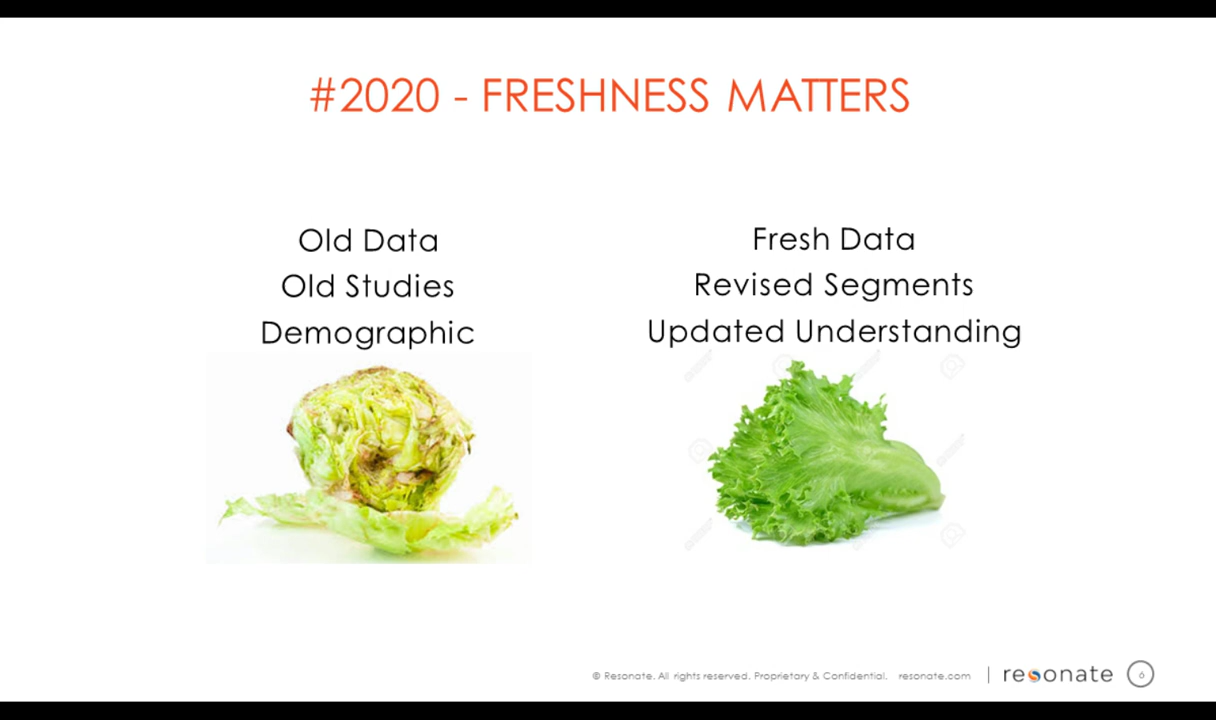 #2020 - FRESHNESS MATTERS
Old Data
Old Studies
Demographic
Fresh Data
Revised Segments
Updated Understanding
© Resonate. All rights reserved. Proprietary & Confidential. resonate.com | resonate 6